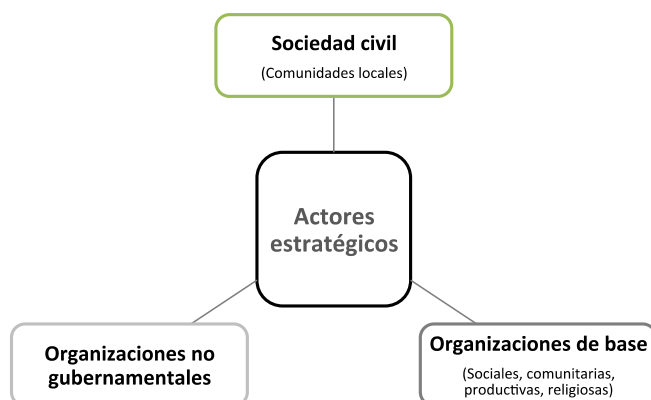 Sociedad civil
(Comunidades locales)
Actores
estratégicos
Organizaciones no
gubernamentales
Organizaciones de base
(Sociales, comunitarias,
productivas, religiosas)